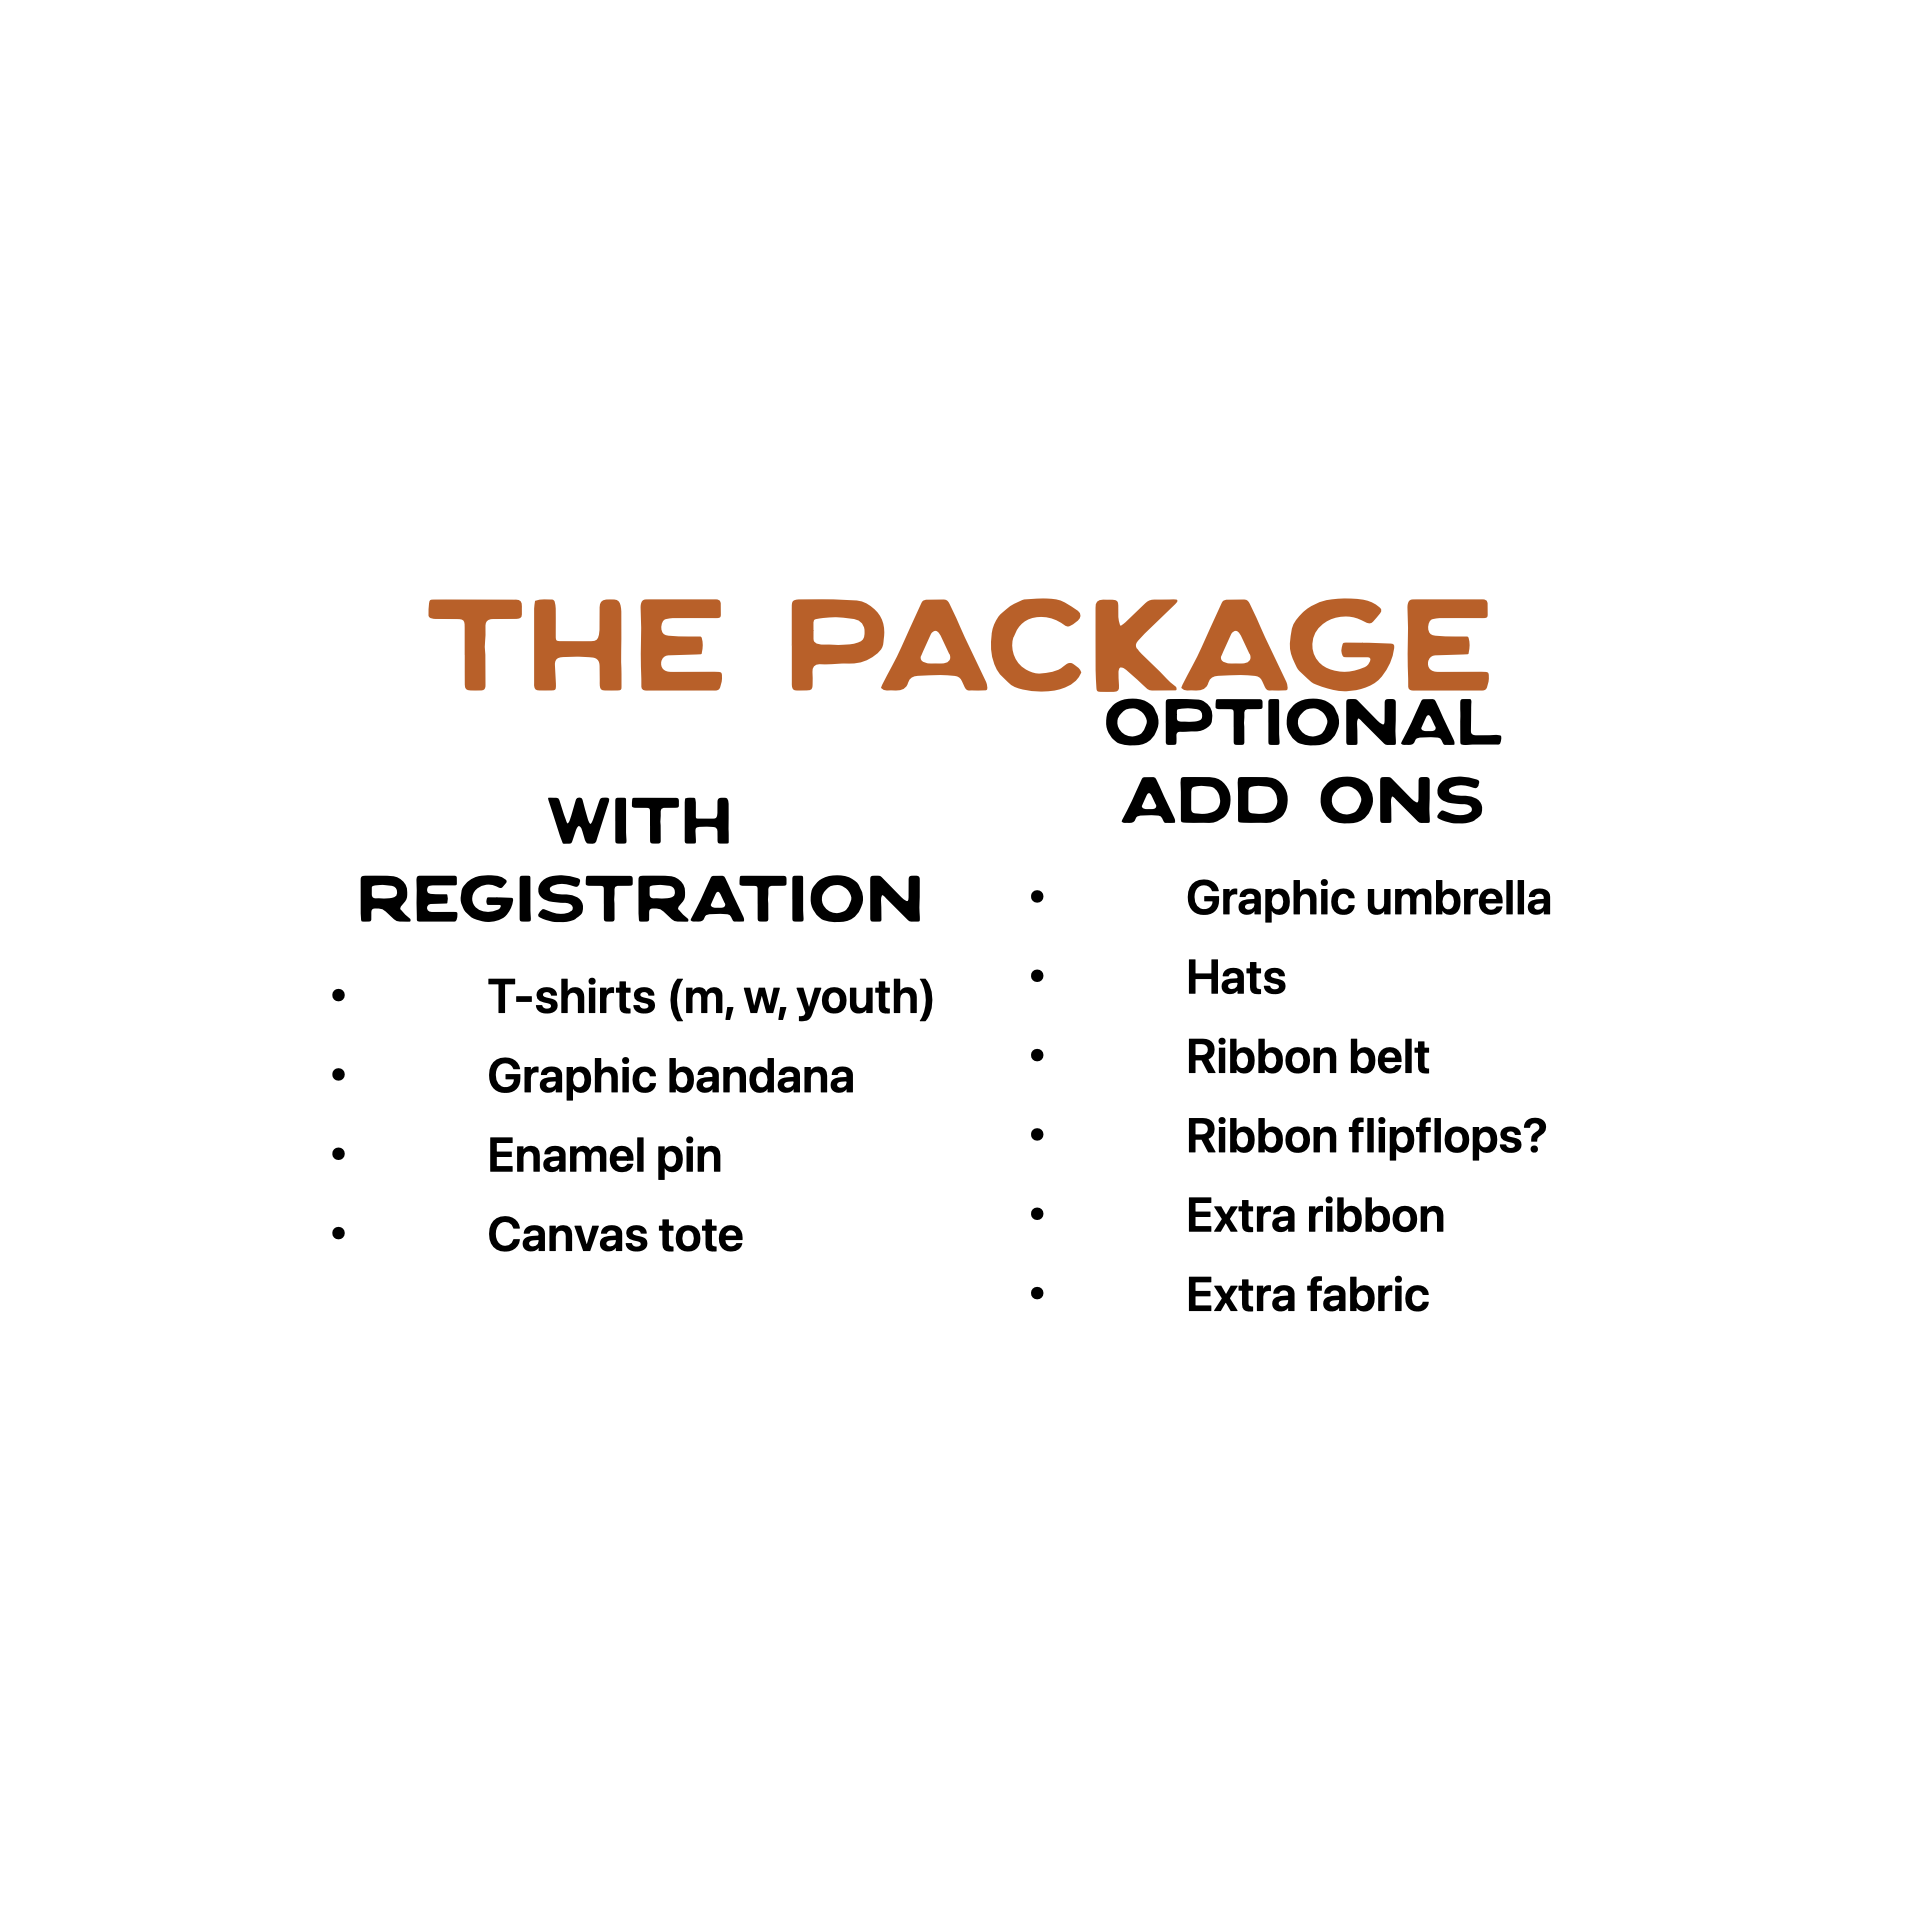 THE PACKAGE
WITH
REGISTRATION
• T-shirts (m, w, youth)
• Graphic bandana
• Enamel pin
• Canvas tote
OPTIONAL
ADD ONS
• Graphic umbrella
• Hats
• Ribbon belt
• Ribbon flipflops?
• Extra ribbon
• Extra fabric